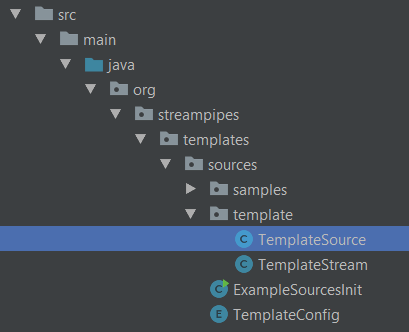 src
main
java
org
streampipes
templates
sources
samples
template
C TemplateSource
C TemplateStream
C ExampleSourcesInit
E TemplateConfig